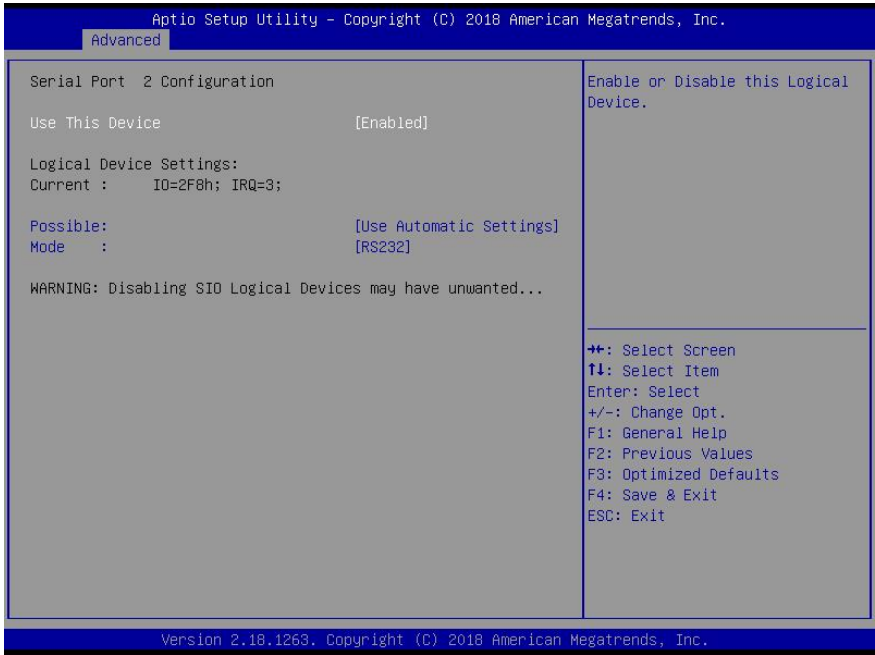 Aptio Setup Utility – Copyright (C) 2018 American Megatrends, Inc.
Advanced
Serial Port 2 Configuration
Use This Device [Enabled]
Logical Device Settings:
Current : IO=2F8h; IRQ=3;
Possible: [Use Automatic Settings]
Mode : [RS232]
WARNING: Disabling SIO Logical Devices may have unwanted...
Enable or Disable this Logical
Device.
→←: Select Screen
↑↓: Select Item
Enter: Select
+/-: Change Opt.
F1: General Help
F2: Previous Values
F3: Optimized Defaults
F4: Save & Exit
ESC: Exit
Version 2.18.1263. Copyright (C) 2018 American Megatrends, Inc.